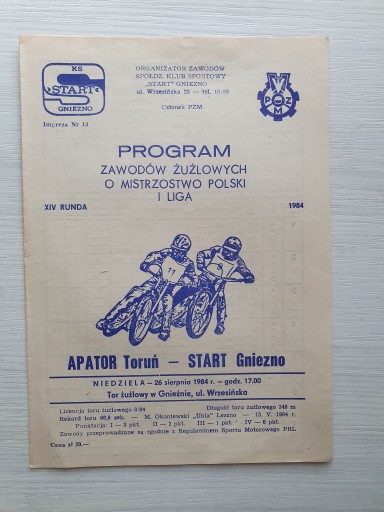 KS
START
GNIEZNO
Impreza Nr 13
ORGANIZATOR ZAWODÓW
SPÓŁDZ. KLUB SPORTOWY
„START” GNIEZNO
ul. Wrzesińska 25 — tel.
Członek PZM
PZM
PROGRAM
ZAWODÓW ŻUŻLOWYCH
O MISTRZOSTWO POLSKI
I LIGA
XIV RUNDA 1984
11
APATOR Toruń — START Gniezno
NIEDZIELA — 26 sierpnia 1984 r. — godz. 17.00
Tor żużlowy w Gnieźnie, ul. Wrzesińska
Licencja toru żużlowego 8/84 Długość toru żużlowego 348 m
Rekord toru 66,8 sek. — M. Okoniewski „Unia” Leszno — 13. V. 1984 r.
Punktacja: I — 3 pkt. II — 2 pkt. III — 1 pkt. IV — 0 pkt.
Zawody przeprowadzane są zgodnie z Regulaminem Sportu Motorowego PRL
Cena zł 20,—